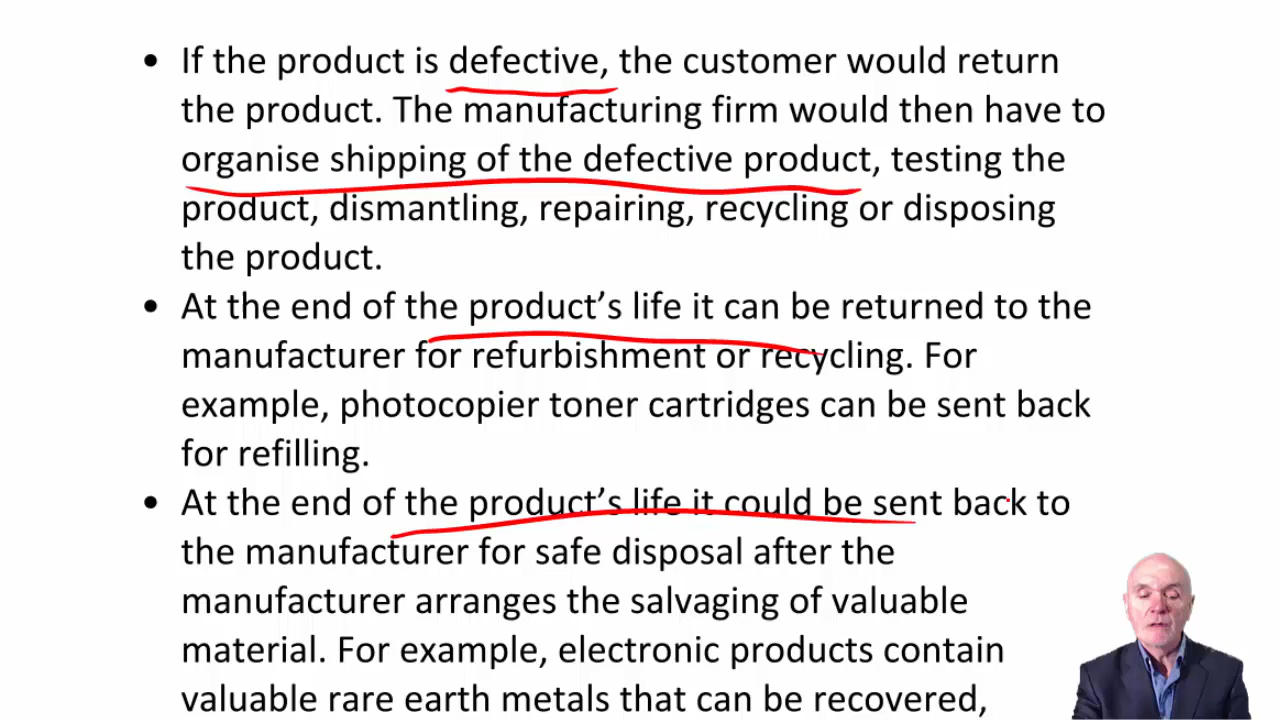 • If the product is defective, the customer would return
the product. The manufacturing firm would then have to
organise shipping of the defective product, testing the
product, dismantling, repairing, recycling or disposing
the product.
• At the end of the product’s life it can be returned to the
manufacturer for refurbishment or recycling. For
example, photocopier toner cartridges can be sent back
for refilling.
• At the end of the product’s life it could be sent back to
the manufacturer for safe disposal after the
manufacturer arranges the salvaging of valuable
material. For example, electronic products contain
valuable rare earth metals that can be recovered,